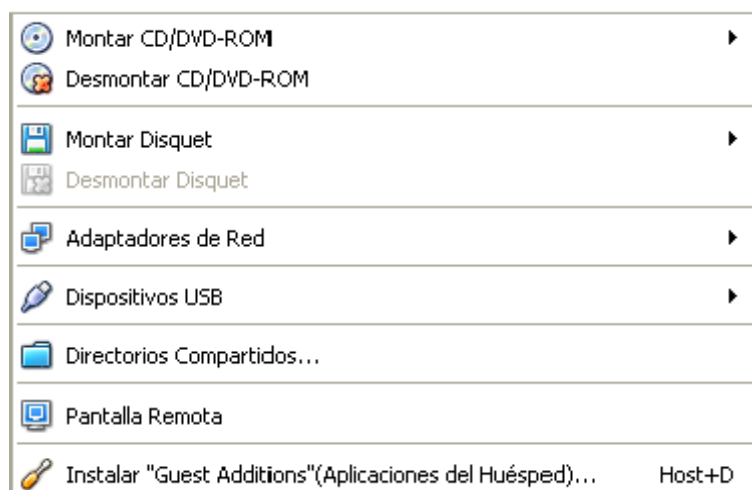 Montar CD/DVD-ROM
Desmontar CD/DVD-ROM
Montar Disquet
Desmontar Disquet
Adaptadores de Red
Dispositivos USB
Directorios Compartidos...
Pantalla Remota
Instalar "Guest Additions"(Aplicaciones del Huésped)... Host+D